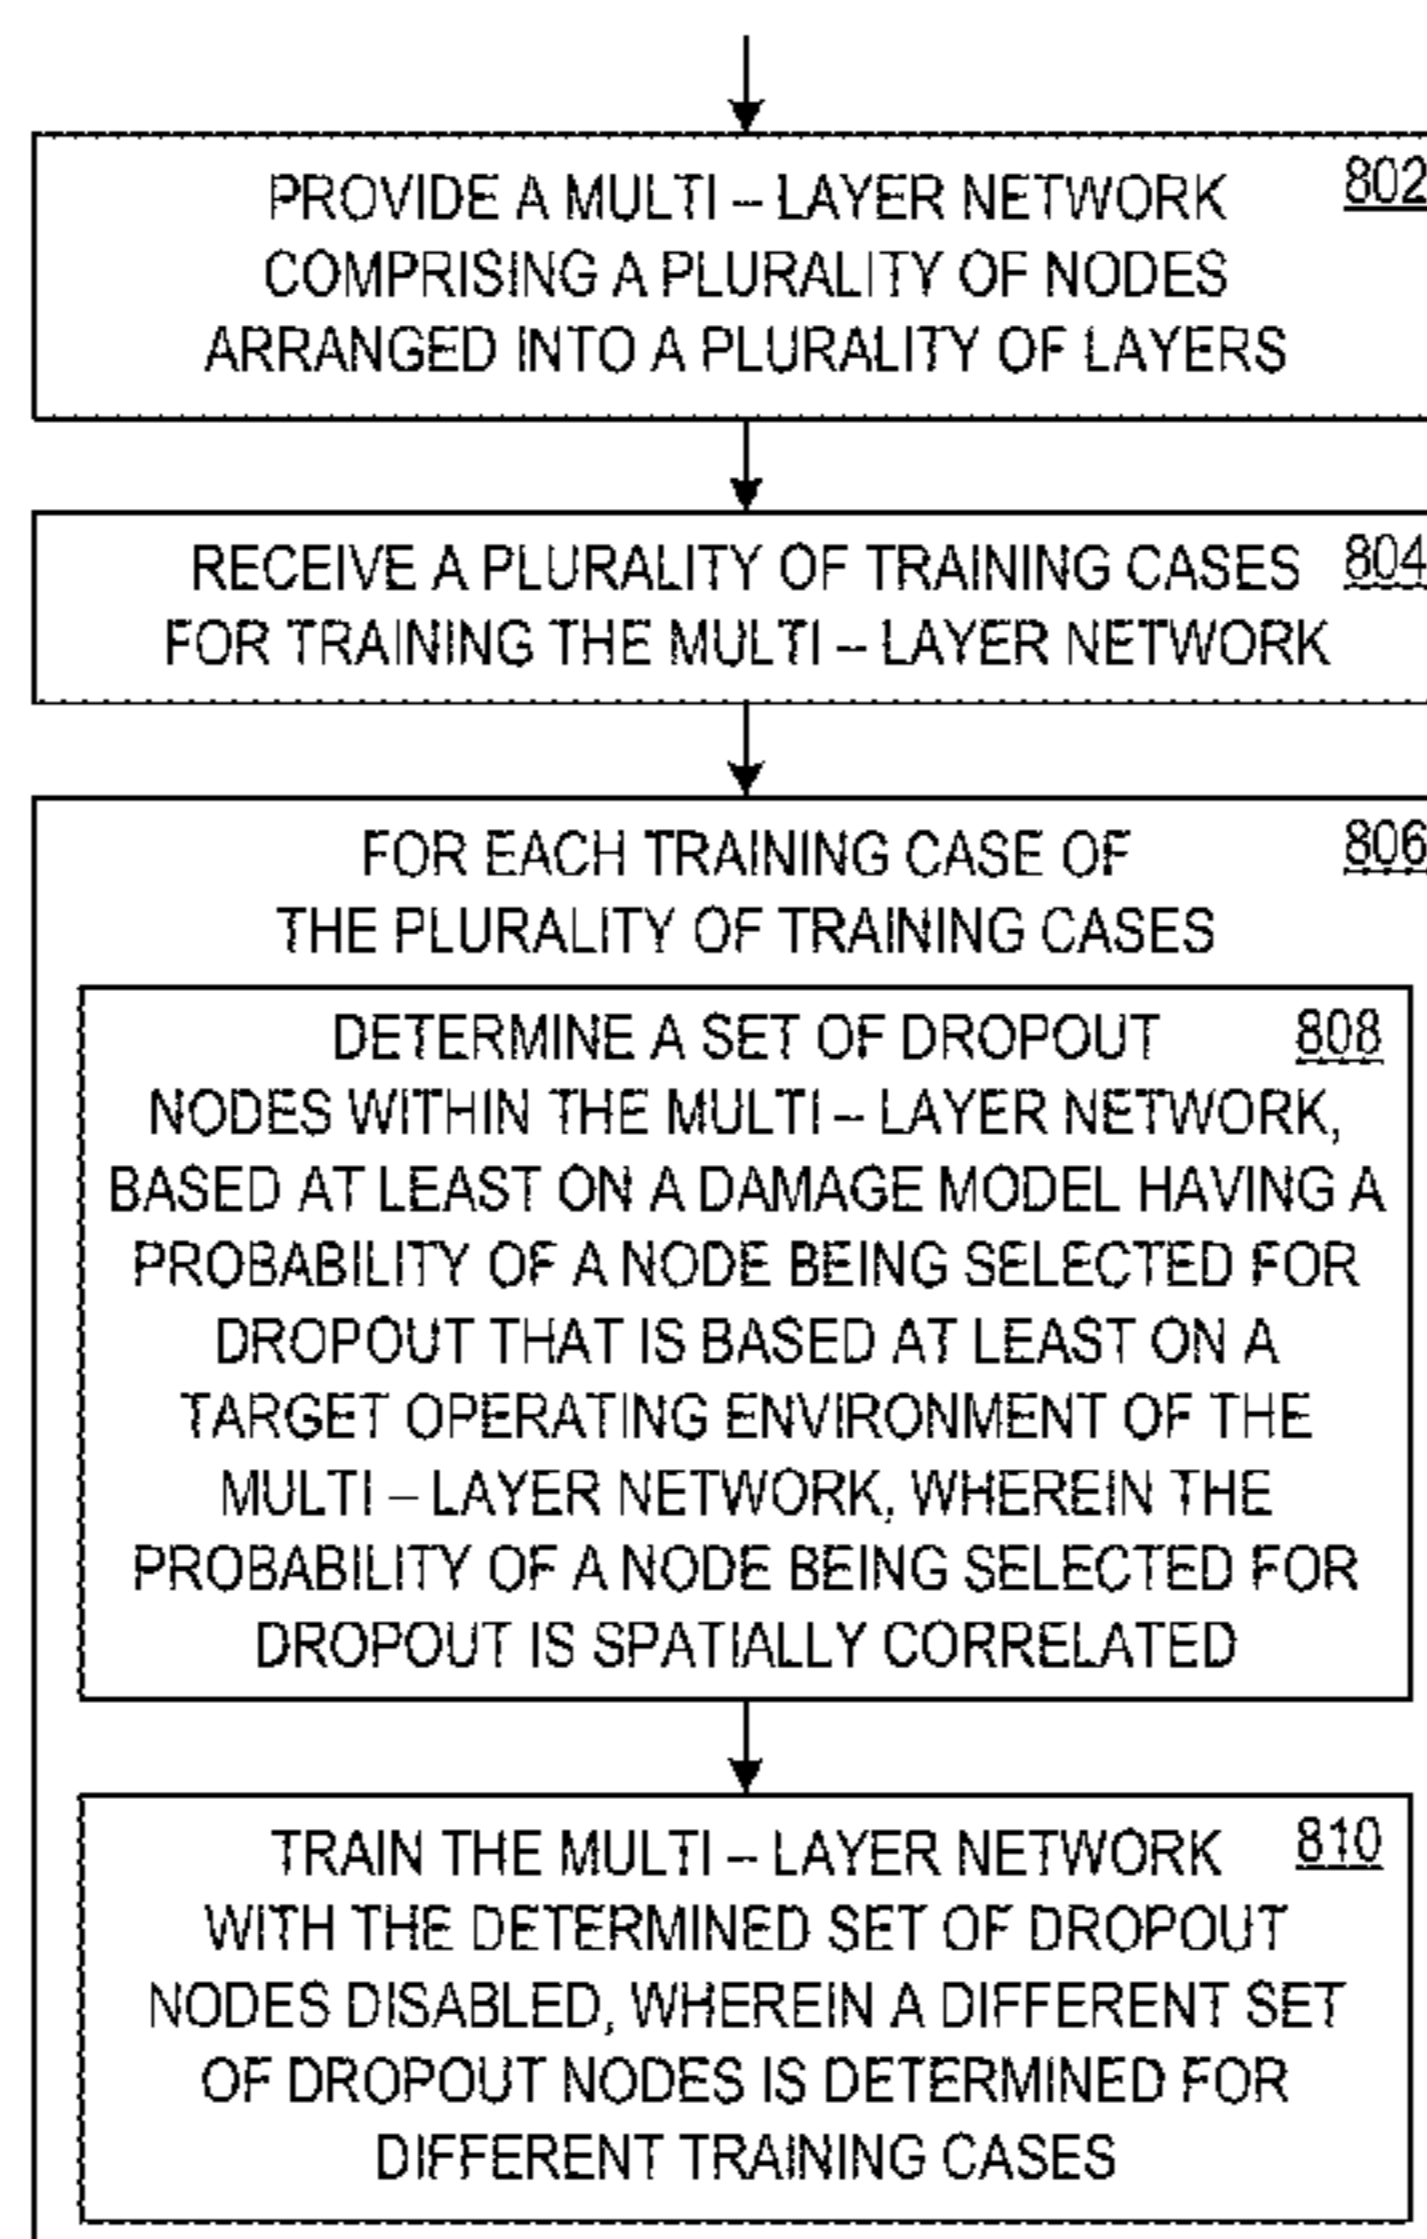 PROVIDE A MULTI – LAYER NETWORK 802
COMPRISING A PLURALITY OF NODES
ARRANGED INTO A PLURALITY OF LAYERS
RECEIVE A PLURALITY OF TRAINING CASES 804
FOR TRAINING THE MULTI – LAYER NETWORK
FOR EACH TRAINING CASE OF 806
THE PLURALITY OF TRAINING CASES
DETERMINE A SET OF DROPOUT 808
NODES WITHIN THE MULTI – LAYER NETWORK,
BASED AT LEAST ON A DAMAGE MODEL HAVING A
PROBABILITY OF A NODE BEING SELECTED FOR
DROPOUT THAT IS BASED AT LEAST ON A
TARGET OPERATING ENVIRONMENT OF THE
MULTI – LAYER NETWORK, WHEREIN THE
PROBABILITY OF A NODE BEING SELECTED FOR
DROPOUT IS SPATIALLY CORRELATED
TRAIN THE MULTI – LAYER NETWORK 810
WITH THE DETERMINED SET OF DROPOUT
NODES DISABLED, WHEREIN A DIFFERENT SET
OF DROPOUT NODES IS DETERMINED FOR
DIFFERENT TRAINING CASES